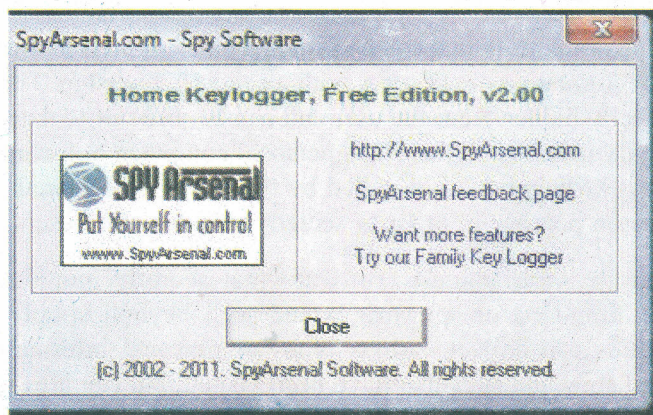 SpyArsenal.com - Spy Software
Home Keylogger, Free Edition, v2.00
SPY Arsenal
Put Yourself in control
www.SpyArsenal.com
http://www.SpyArsenal.com
SpyArsenal feedback page
Want more features?
Try our Family Key Logger
Close
(c) 2002 - 2011. SpyArsenal Software. All rights reserved.